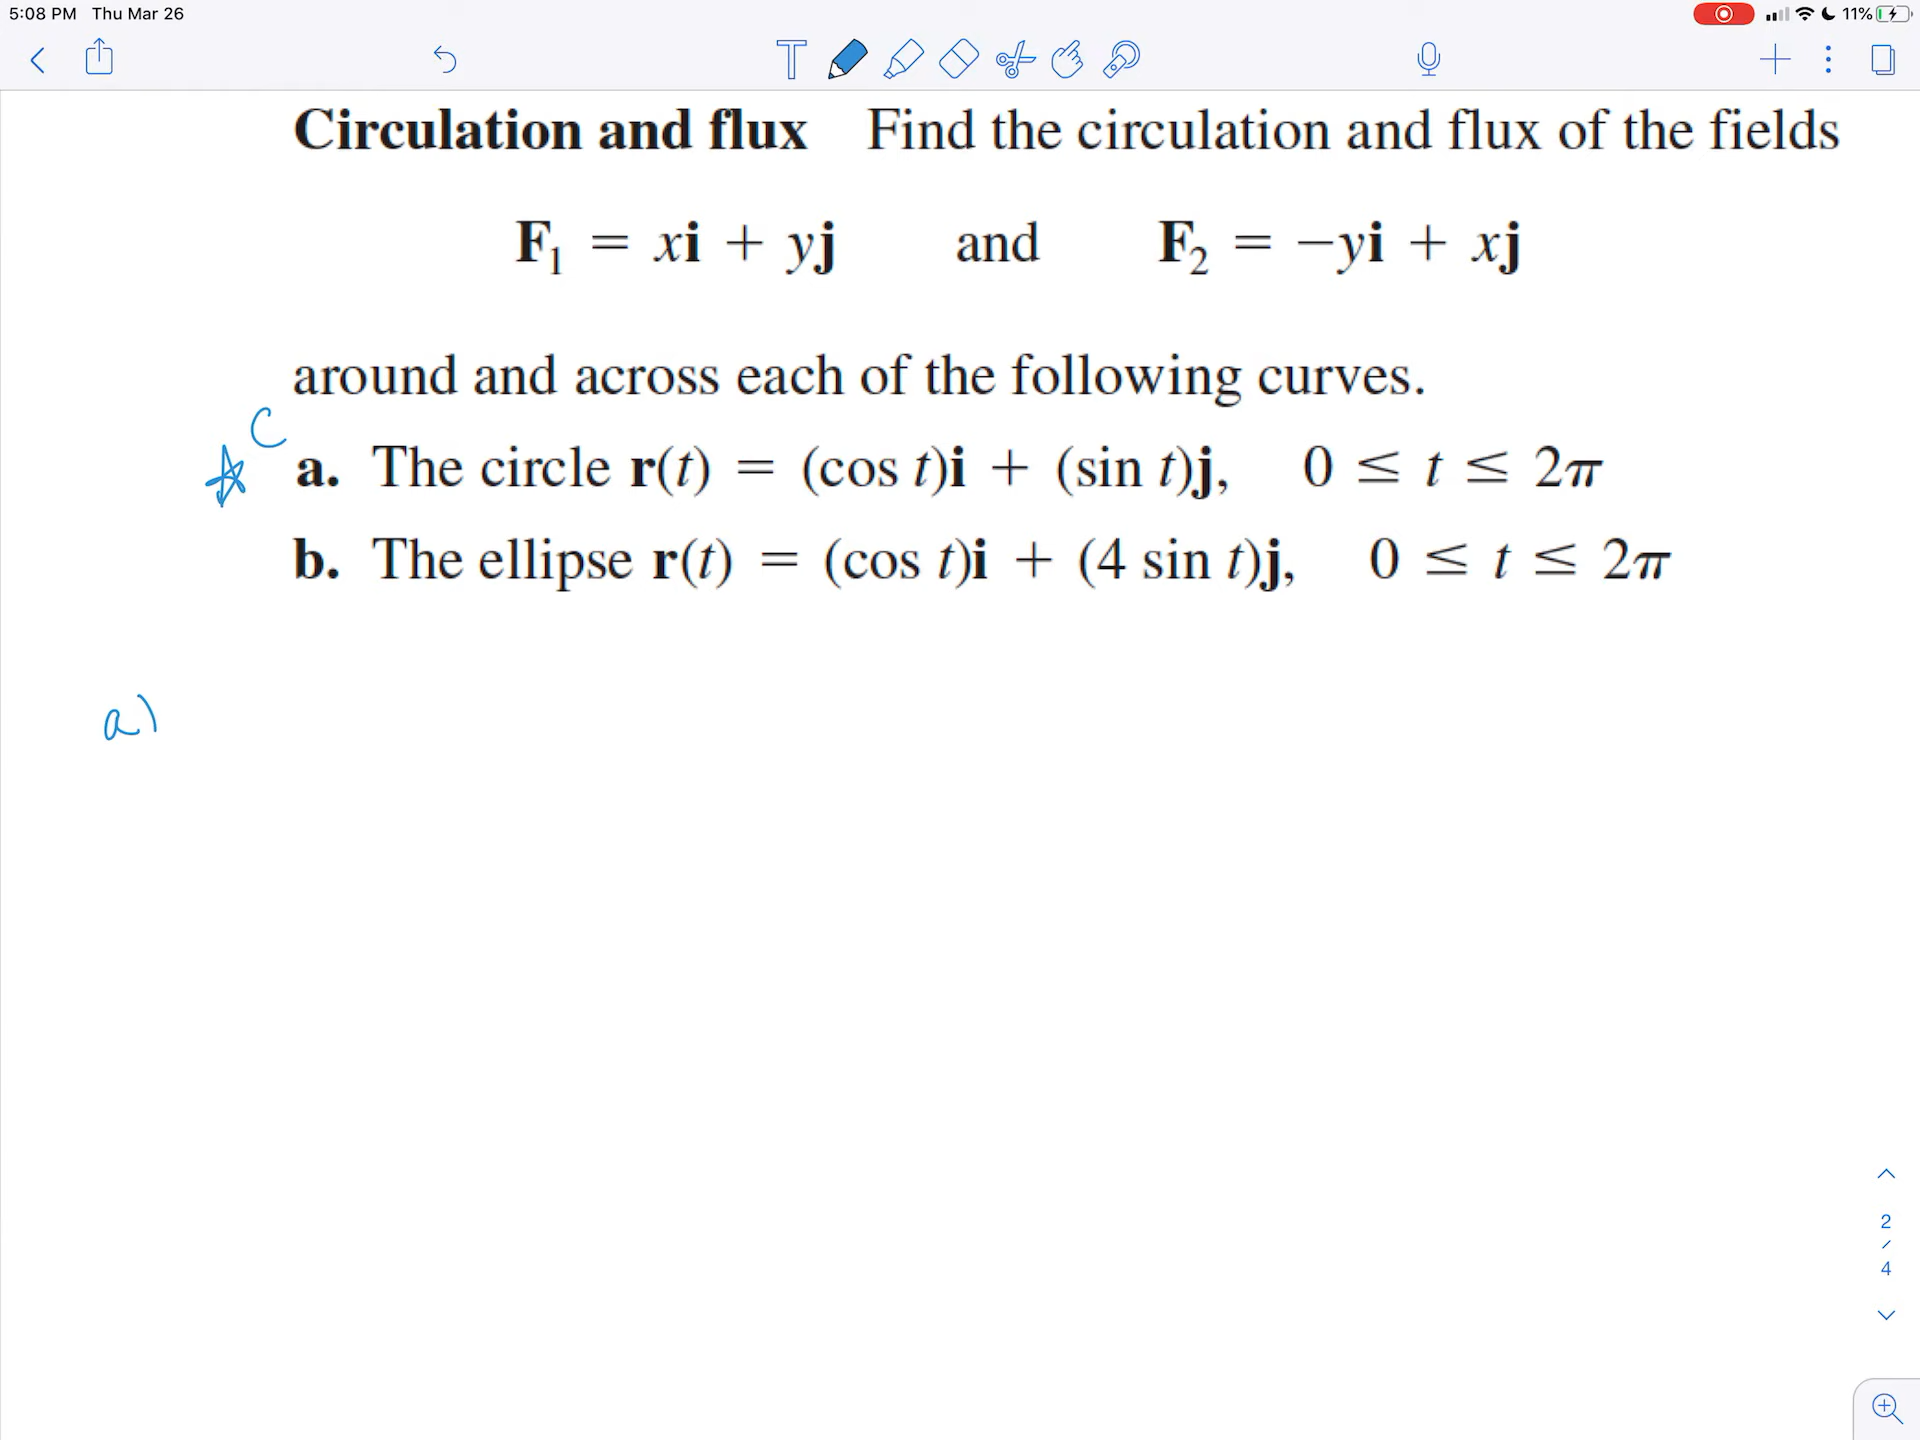 5:08 PM Thu Mar 26 11%
T
Circulation and flux Find the circulation and flux of the fields
F₁ = xi + yj and F₂ = −yi + xj
around and across each of the following curves.
C
a. The circle r(t) = (cos t)i + (sin t)j, 0 ≤ t ≤ 2π
b. The ellipse r(t) = (cos t)i + (4 sin t)j, 0 ≤ t ≤ 2π
a)
2
/
4